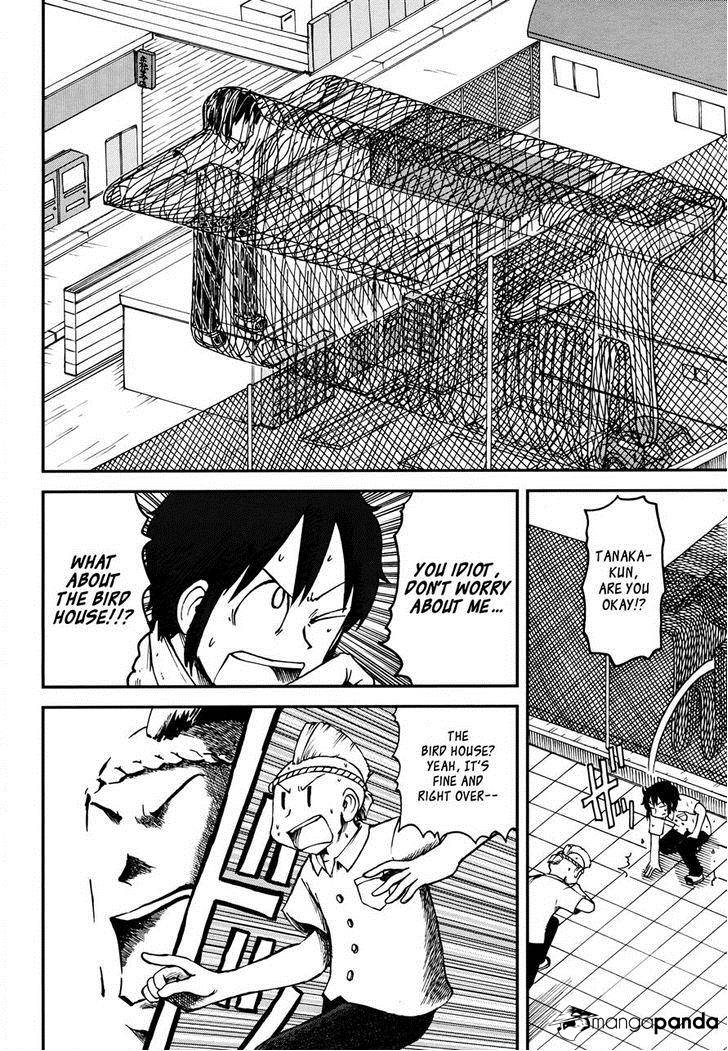 TANAKA-
KUN,
ARE YOU
OKAY!?
YOU IDIOT,
DON'T WORRY
ABOUT ME...
WHAT
ABOUT
THE BIRD
HOUSE!!?
THE
BIRD HOUSE?
YEAH, IT'S
FINE AND
RIGHT OVER--
mangapanda